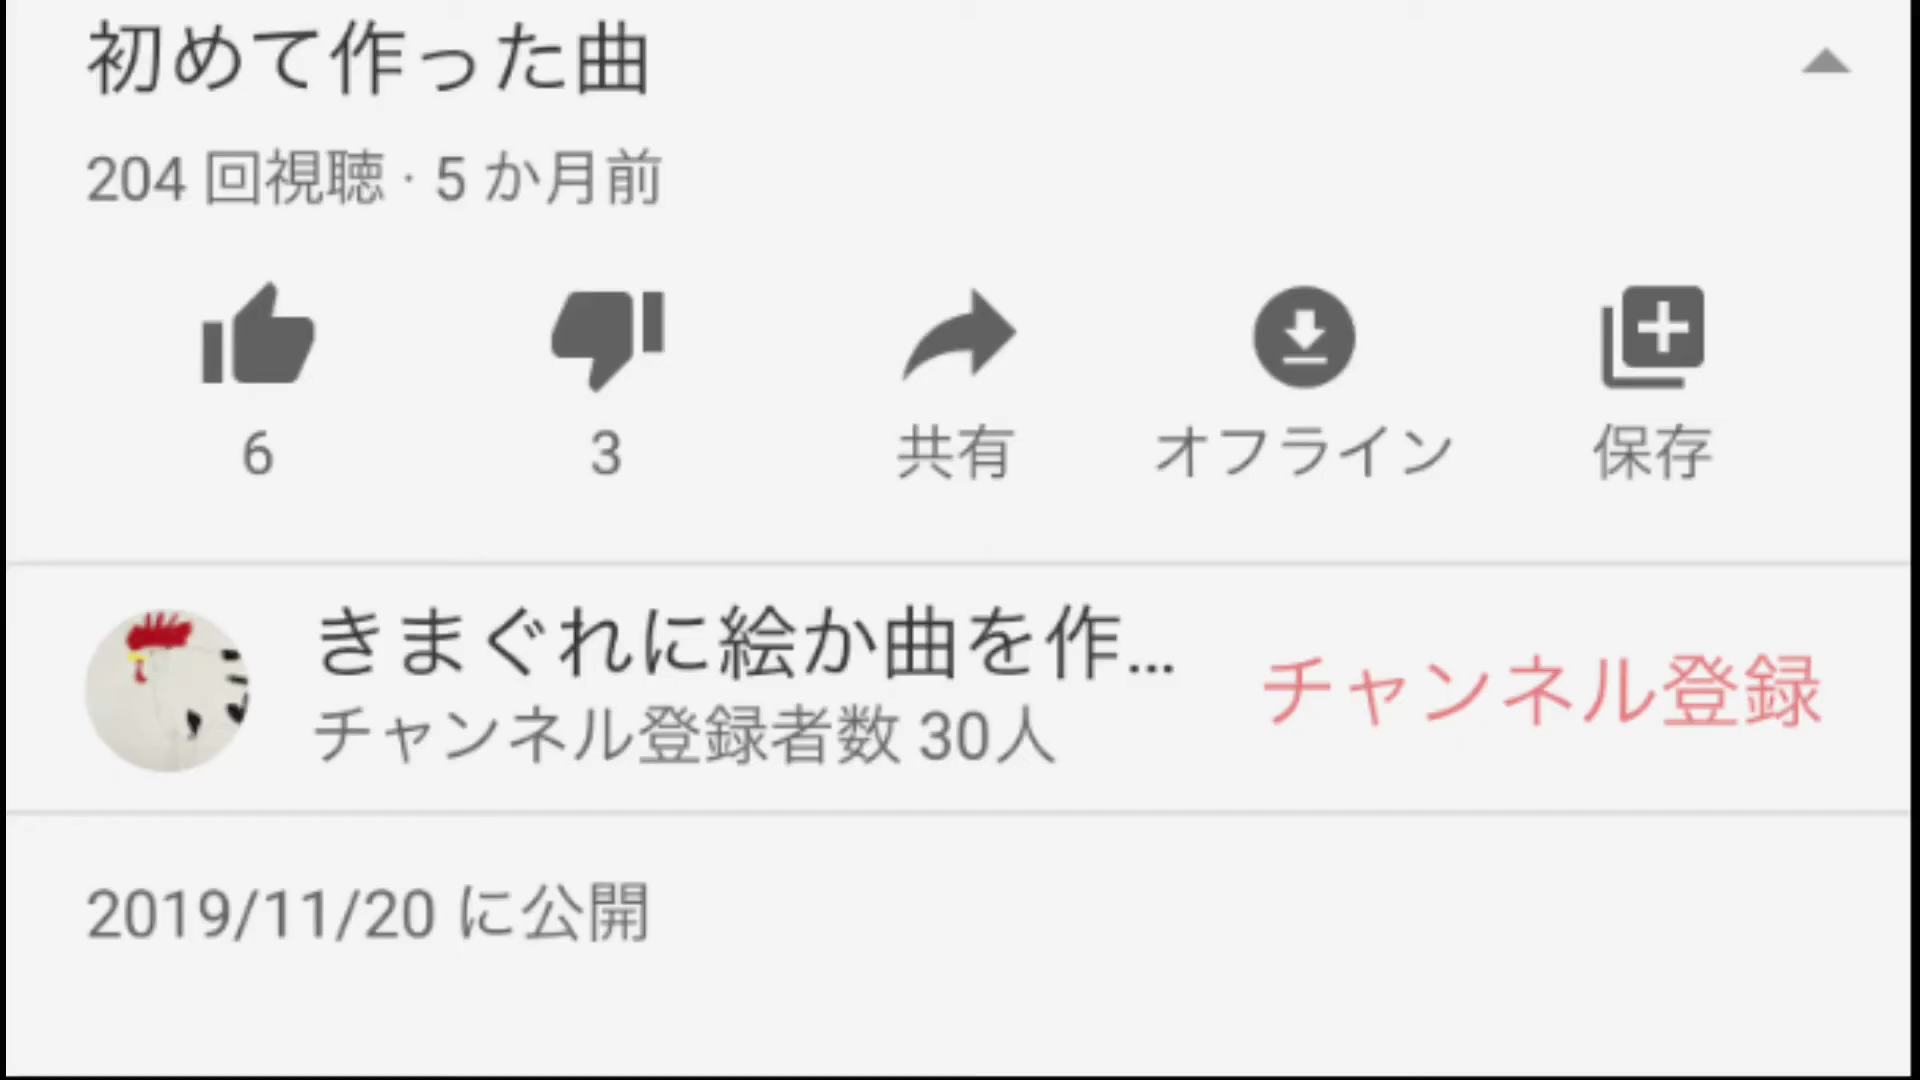 初めて作った曲
204 回視聴 · 5 か月前
6
3
共有
オフライン
保存
きまぐれに絵か曲を作...
チャンネル登録
チャンネル登録者数 30人
2019/11/20 に公開